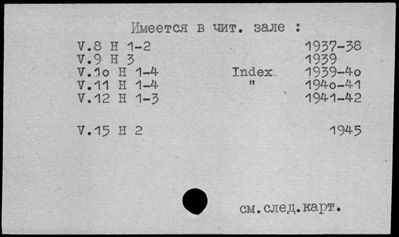 Имеется в чит. зале :
V.8 Н 1-2 1937-38
V.9 Н 3 1939
V.1o Н 1-4 Index 1939-4o
V.11 Н 1-4 " 194o-41
V.12 Н 1-3 1941-42
V.15 Н 2 1945
см.след.карт.